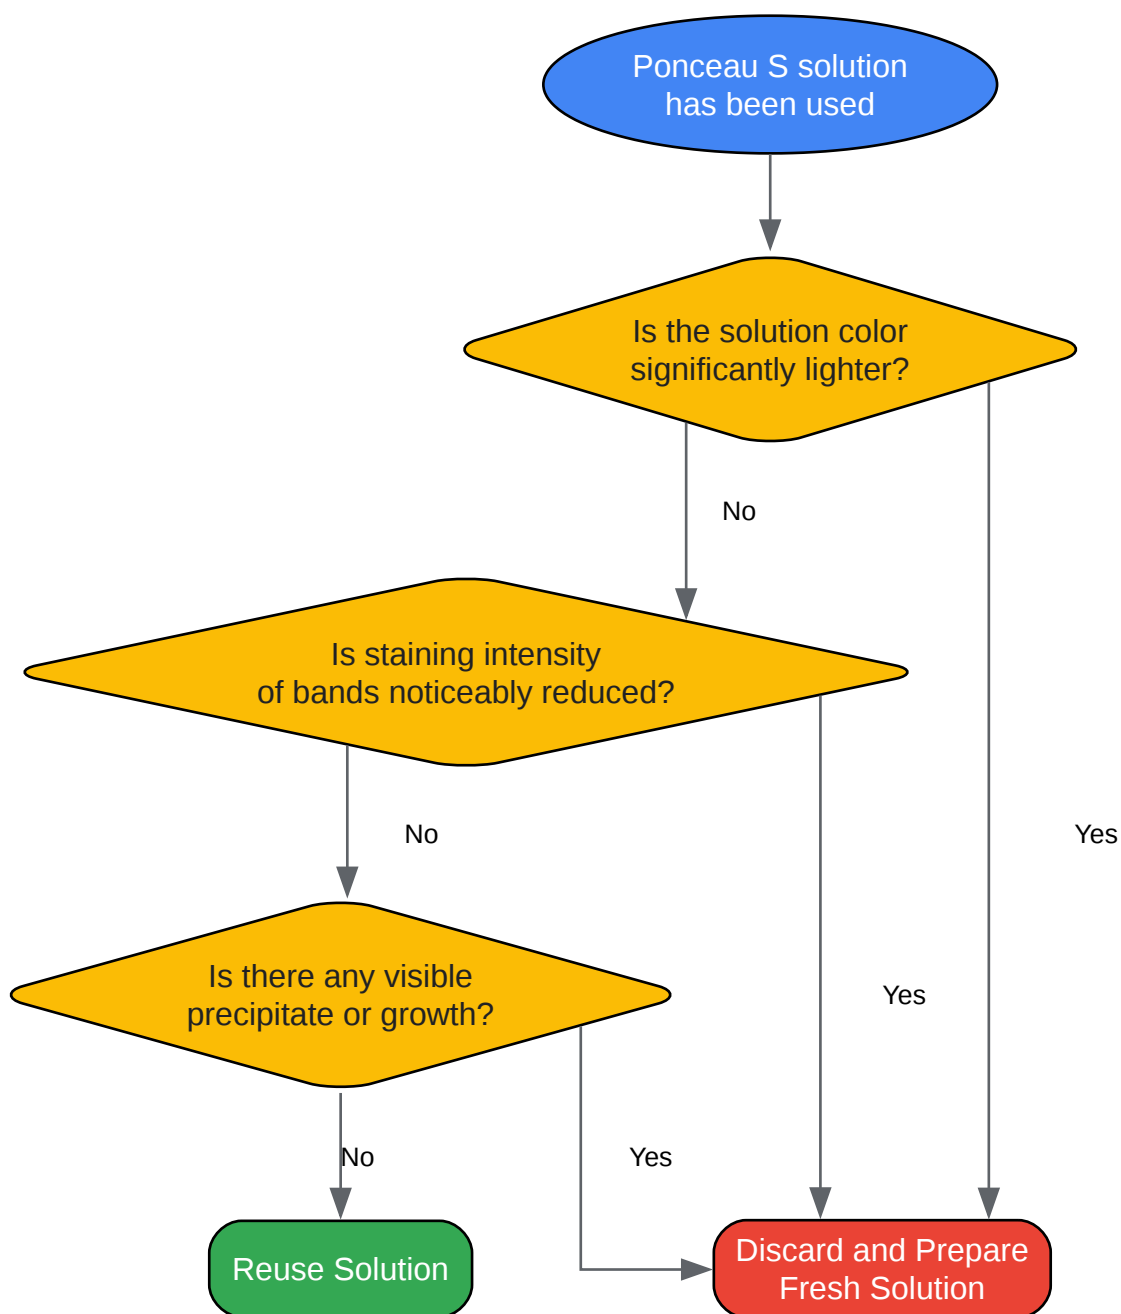 Ponceau S solution
has been used
Is the solution color
significantly lighter?
No
Is staining intensity
of bands noticeably reduced?
No
Yes
Is there any visible
precipitate or growth?
Yes
No
Yes
Reuse Solution
Discard and Prepare
Fresh Solution